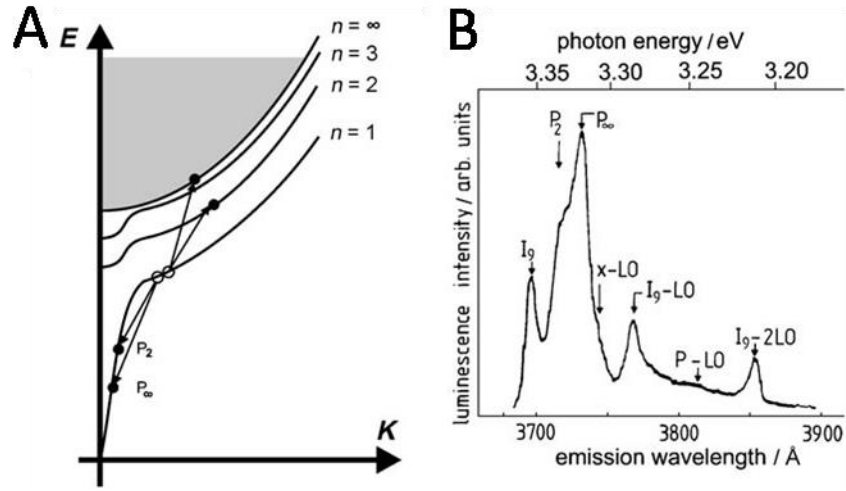 A
E
n = ∞
n = 3
n = 2
n = 1
P₂
P∞
K
B
photon energy / eV
3.35 3.29 3.25 3.20
luminescence intensity / arb. units
P₂
P∞
I₉
x-LO
I₉-LO
P-LO
I₉-2LO
3700 3800 3900
emission wavelength / Å